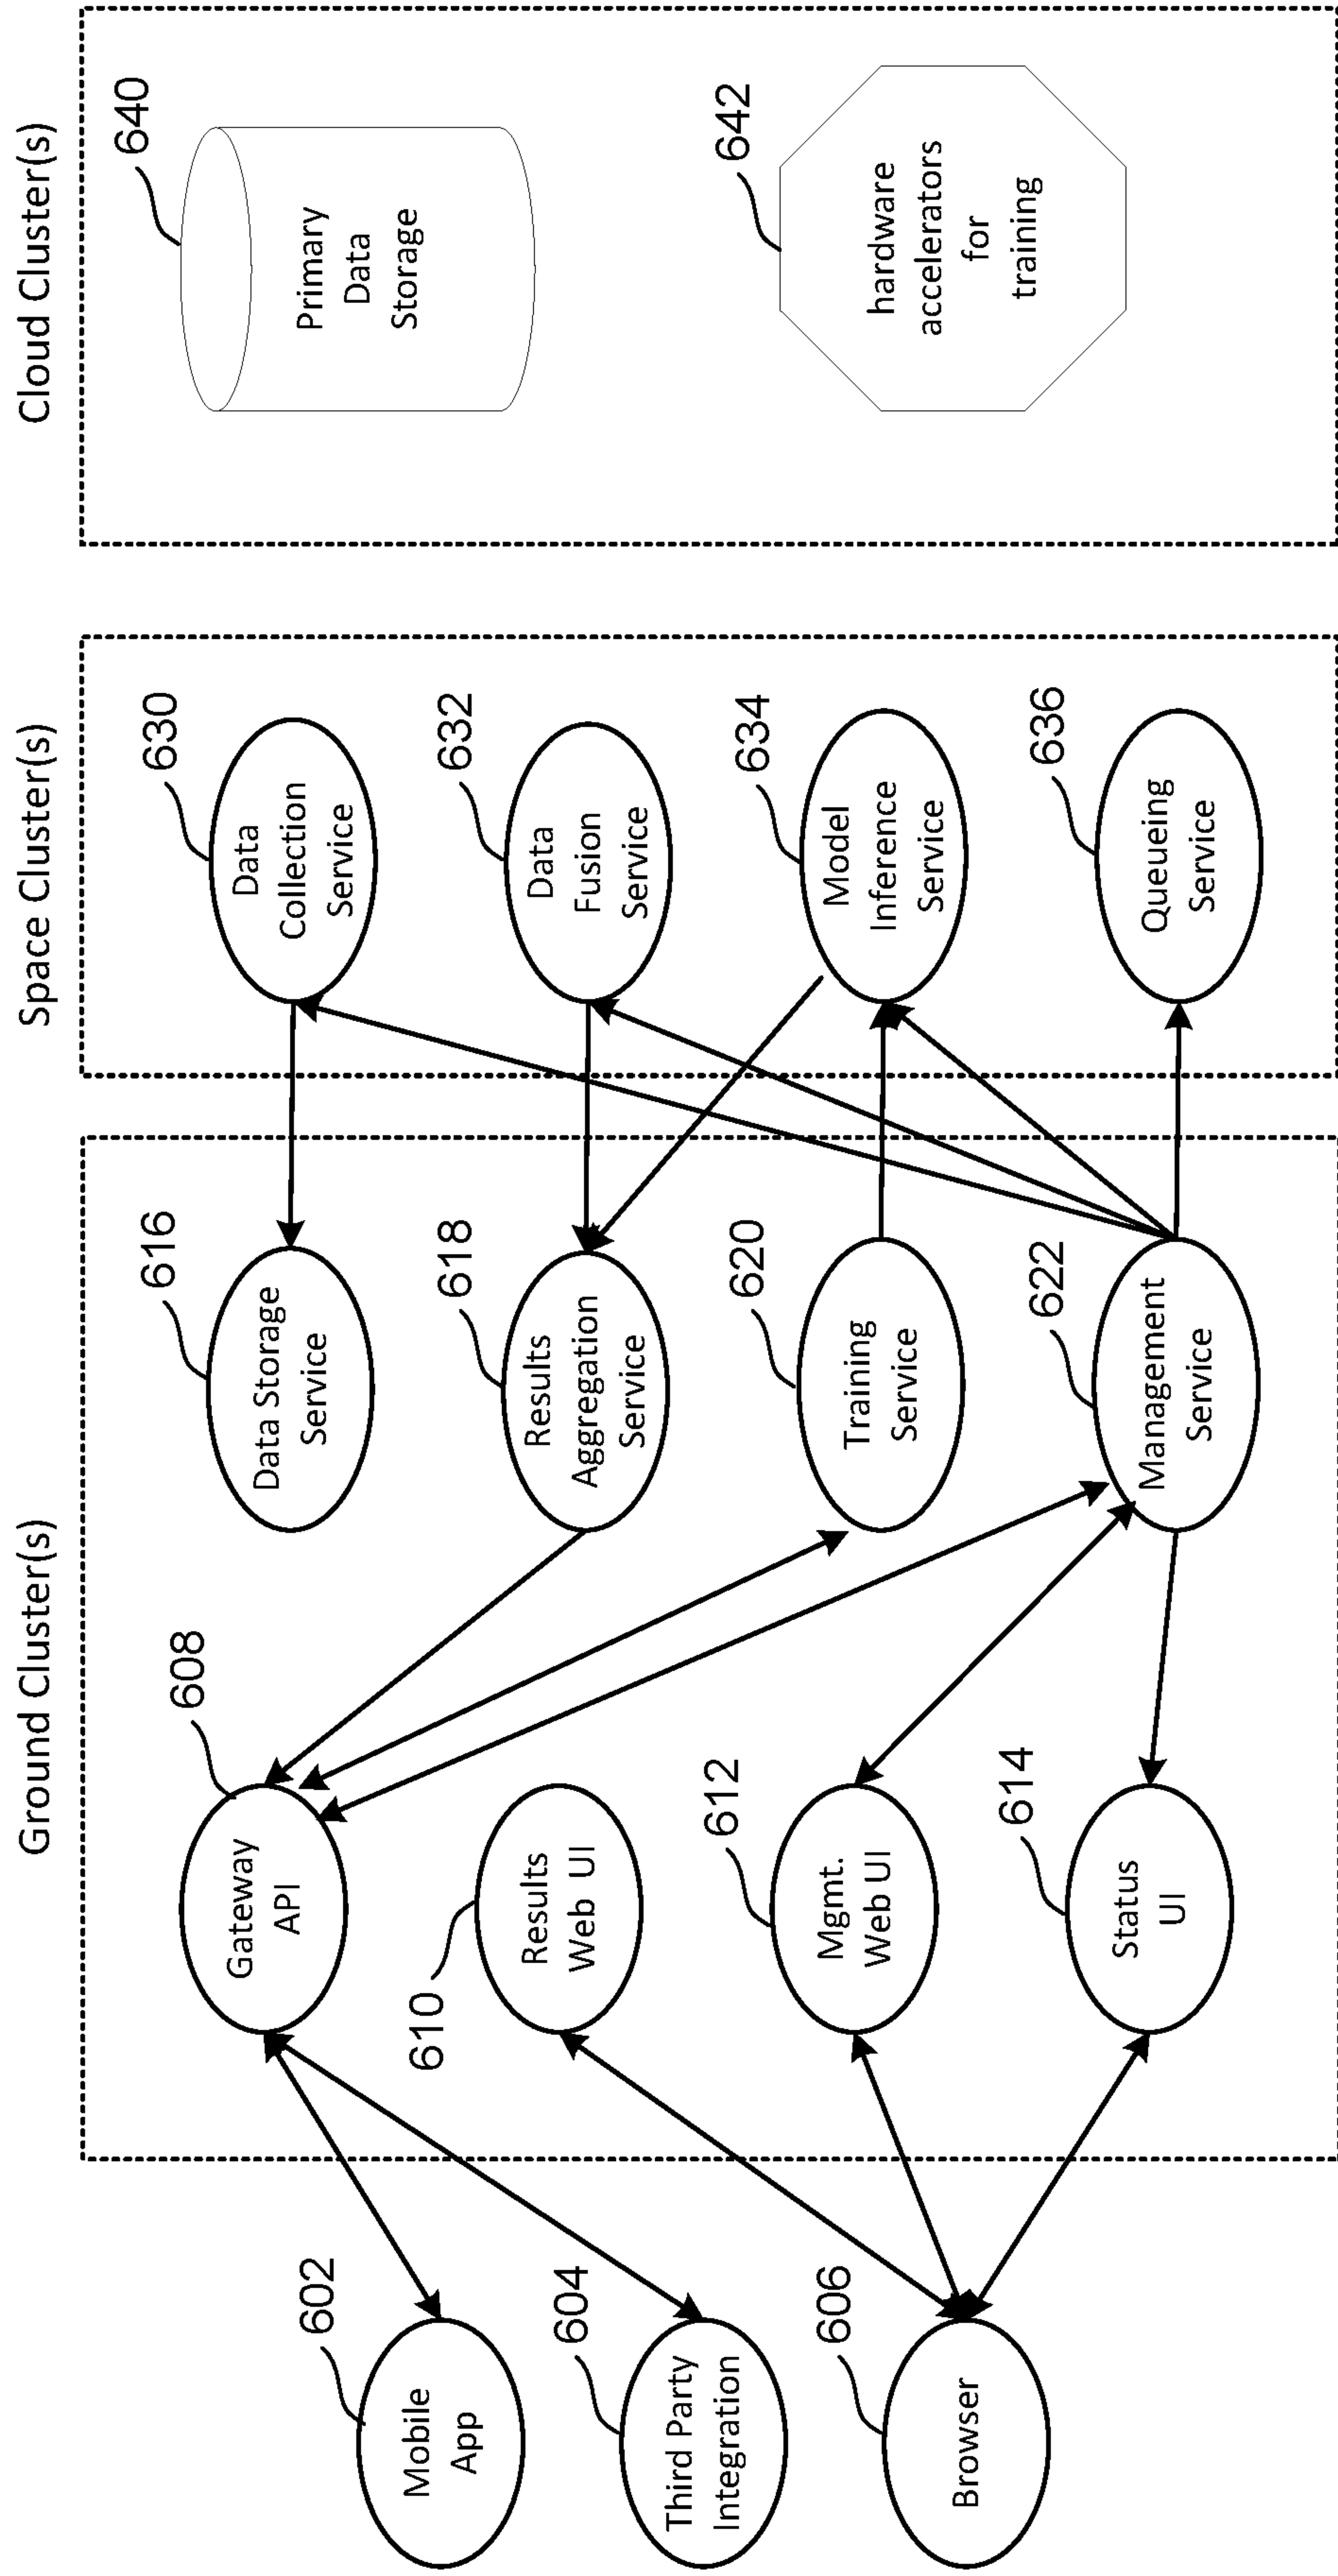 Ground Cluster(s)
Space Cluster(s)
Cloud Cluster(s)
602
Mobile
App
604
Third Party
Integration
606
Browser
608
Gateway
API
610
Results
Web UI
612
Mgmt.
Web UI
614
Status
UI
616
Data Storage
Service
618
Results
Aggregation
Service
620
Training
Service
622
Management
Service
630
Data
Collection
Service
632
Data
Fusion
Service
634
Model
Inference
Service
636
Queueing
Service
640
Primary
Data
Storage
642
hardware
accelerators
for
training